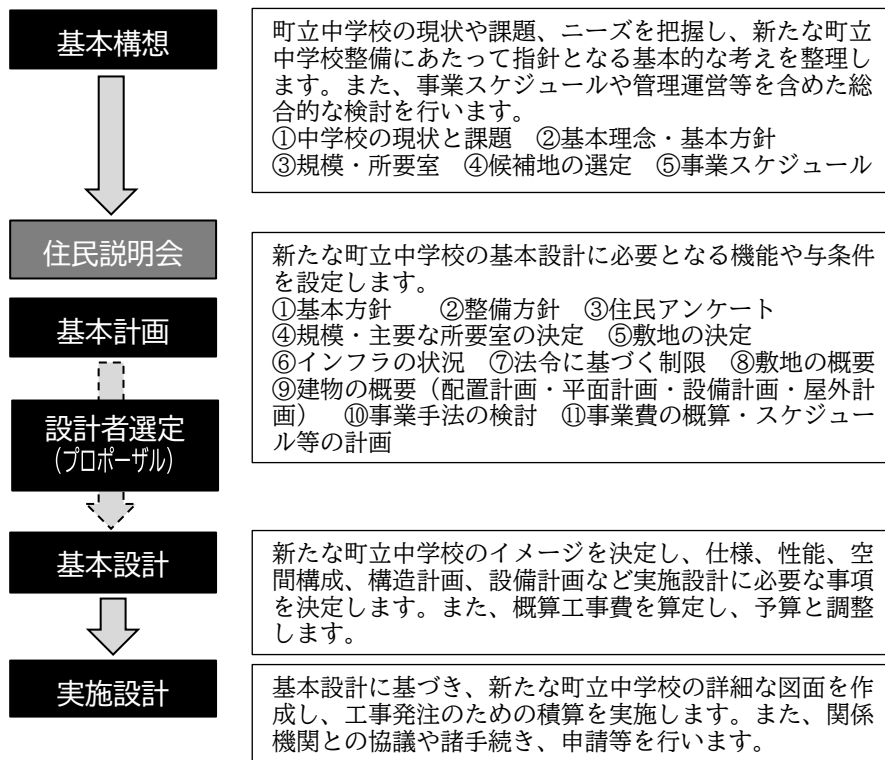 基本構想
町立中学校の現状や課題、ニーズを把握し、新たな町立
中学校整備にあたって指針となる基本的な考えを整理し
ます。また、事業スケジュールや管理運営等を含めた総
合的な検討を行います。
①中学校の現状と課題　②基本理念・基本方針
③規模・所要室　④候補地の選定　⑤事業スケジュール
住民説明会
基本計画
新たな町立中学校の基本設計に必要となる機能や与条件
を設定します。
①基本方針　　②整備方針　③住民アンケート
④規模・主要な所要室の決定　⑤敷地の決定
⑥インフラの状況　⑦法令に基づく制限　⑧敷地の概要
⑨建物の概要（配置計画・平面計画・設備計画・屋外計
画）　⑩事業手法の検討　⑪事業費の概算・スケジュー
ル等の計画
設計者選定
(プロポーザル)
基本設計
新たな町立中学校のイメージを決定し、仕様、性能、空
間構成、構造計画、設備計画など実施設計に必要な事項
を決定します。また、概算工事費を算定し、予算と調整
します。
実施設計
基本設計に基づき、新たな町立中学校の詳細な図面を作
成し、工事発注のための積算を実施します。また、関係
機関との協議や諸手続き、申請等を行います。